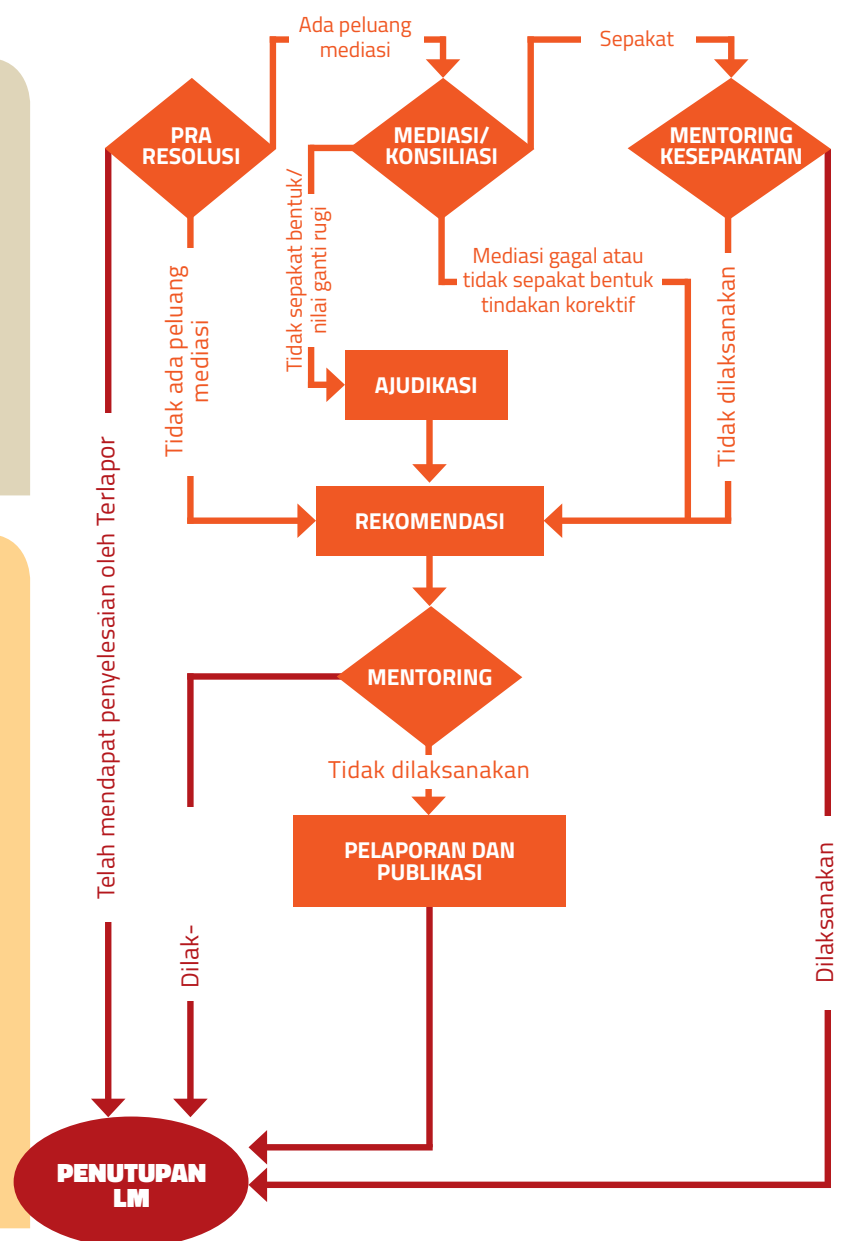 Ada peluang
mediasi
Sepakat
PRA
RESOLUSI
MEDIASI/
KONSILIASI
MENTORING
KESEPAKATAN
Tidak sepakat bentuk/
nilai ganti rugi
Mediasi gagal atau
tidak sepakat bentuk
tindakan korektif
Tidak ada peluang
mediasi
Tidak dilaksanakan
AJUDIKASI
REKOMENDASI
Telah mendapat penyelesaian oleh Terlapor
MENTORING
Tidak dilaksanakan
PELAPORAN DAN
PUBLIKASI
Dilak-
Dilaksanakan
PENUTUPAN
LM